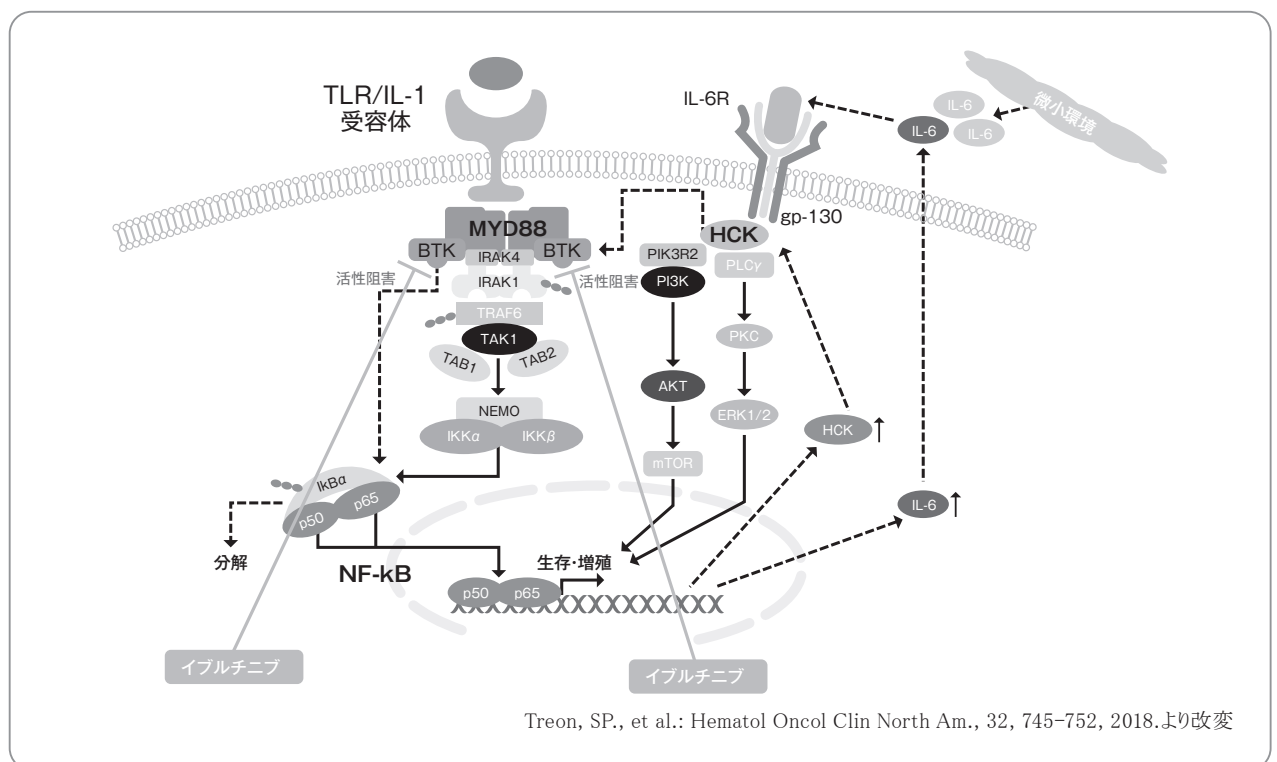 TLR/IL-1
受容体
IL-6R
IL-6
IL-6
IL-6
微小環境
gp-130
MYD88
BTK
BTK
IRAK4
IRAK1
TRAF6
TAK1
TAB1
TAB2
NEMO
IKKα
IKKβ
活性阻害
活性阻害
HCK
PIK3R2
PLCγ
PI3K
PKC
AKT
ERK1/2
mTOR
HCK
IL-6
IkBα
p50
p65
分解
NF-kB
生存・増殖
p50
p65
イブルチニブ
イブルチニブ
Treon, SP., et al.: Hematol Oncol Clin North Am., 32, 745-752, 2018.より改変